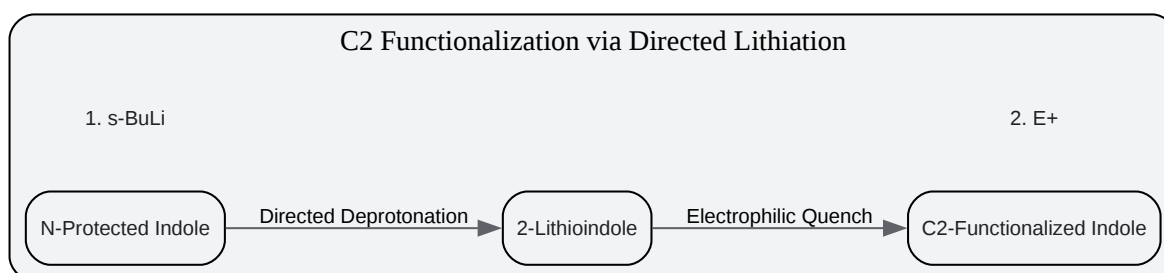 C2 Functionalization via Directed Lithiation
1. s-BuLi
2. E+
N-Protected Indole
Directed Deprotonation
2-Lithioindole
Electrophilic Quench
C2-Functionalized Indole